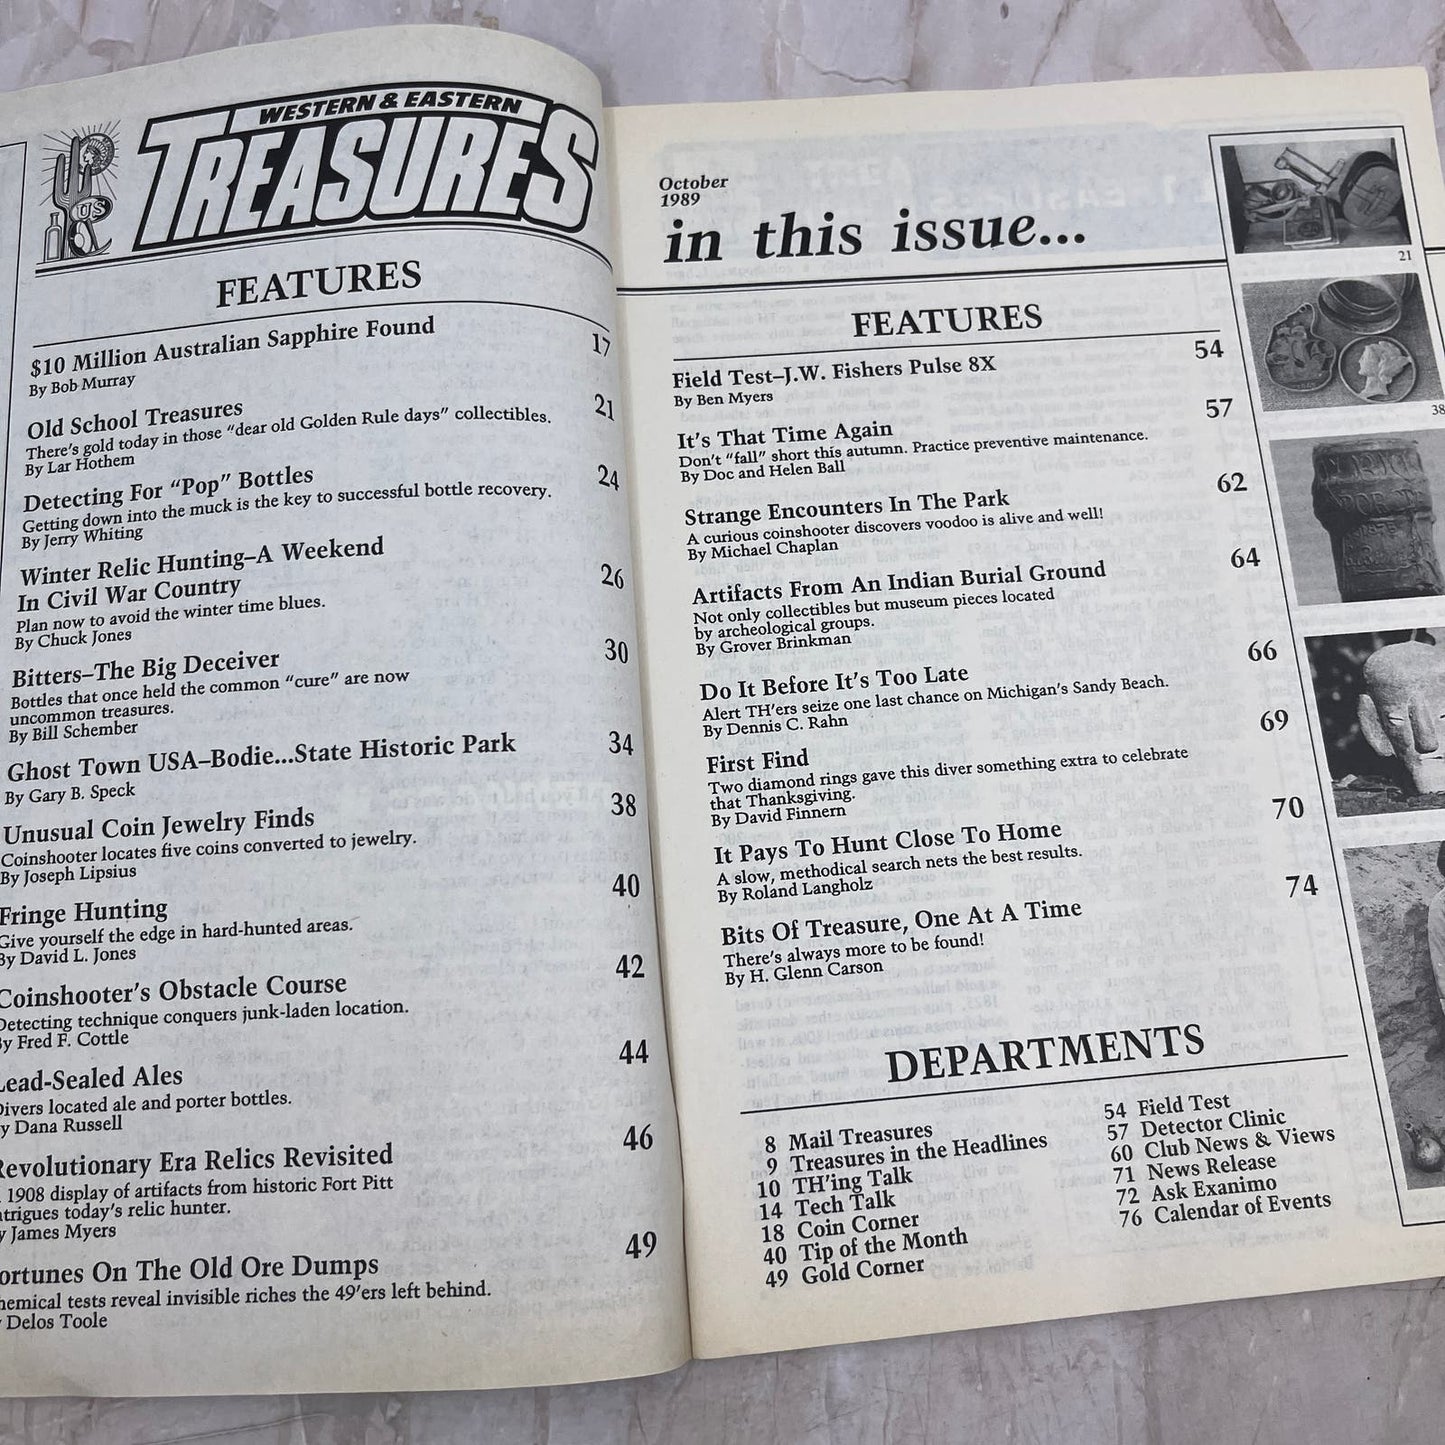 WESTERN & EASTERN
TREASURES
US
FEATURES
$10 Million Australian Sapphire Found 17
By Bob Murray
Old School Treasures 21
There's gold today in those "dear old Golden Rule days" collectibles.
By Lar Hothem
Detecting For "Pop" Bottles 24
Getting down into the muck is the key to successful bottle recovery.
By Jerry Whiting
Winter Relic Hunting–A Weekend
In Civil War Country 26
Plan now to avoid the winter time blues.
By Chuck Jones
Bitters–The Big Deceiver 30
Bottles that once held the common "cure" are now
uncommon treasures.
By Bill Schember
Ghost Town USA–Bodie...State Historic Park 34
By Gary B. Speck
Unusual Coin Jewelry Finds 38
Coinshooter locates five coins converted to jewelry.
By Joseph Lipsius
Fringe Hunting 40
Give yourself the edge in hard-hunted areas.
By David L. Jones
Coinshooter's Obstacle Course 42
Detecting technique conquers junk-laden location.
By Fred F. Cottle
Lead-Sealed Ales 44
Divers located ale and porter bottles.
By Dana Russell
Revolutionary Era Relics Revisited 46
1908 display of artifacts from historic Fort Pitt
ntrigues today's relic hunter.
y James Myers
ortunes On The Old Ore Dumps 49
hemical tests reveal invisible riches the 49'ers left behind.
Delos Toole
October
1989
in this issue...
FEATURES
Field Test–J.W. Fishers Pulse 8X 54
By Ben Myers
It's That Time Again 57
Don't "fall" short this autumn. Practice preventive maintenance.
By Doc and Helen Ball
Strange Encounters In The Park 62
A curious coinshooter discovers voodoo is alive and well!
By Michael Chaplan
Artifacts From An Indian Burial Ground 64
Not only collectibles but museum pieces located
by archeological groups.
By Grover Brinkman
Do It Before It's Too Late 66
Alert TH'ers seize one last chance on Michigan's Sandy Beach.
By Dennis C. Rahn
First Find 69
Two diamond rings gave this diver something extra to celebrate
that Thanksgiving.
By David Finnern
It Pays To Hunt Close To Home 70
A slow, methodical search nets the best results.
By Roland Langholz
Bits Of Treasure, One At A Time 74
There's always more to be found!
By H. Glenn Carson
DEPARTMENTS
8 Mail Treasures
9 Treasures in the Headlines
10 TH'ing Talk
14 Tech Talk
18 Coin Corner
40 Tip of the Month
49 Gold Corner
54 Field Test
57 Detector Clinic
60 Club News & Views
71 News Release
72 Ask Exanimo
76 Calendar of Events
21
38